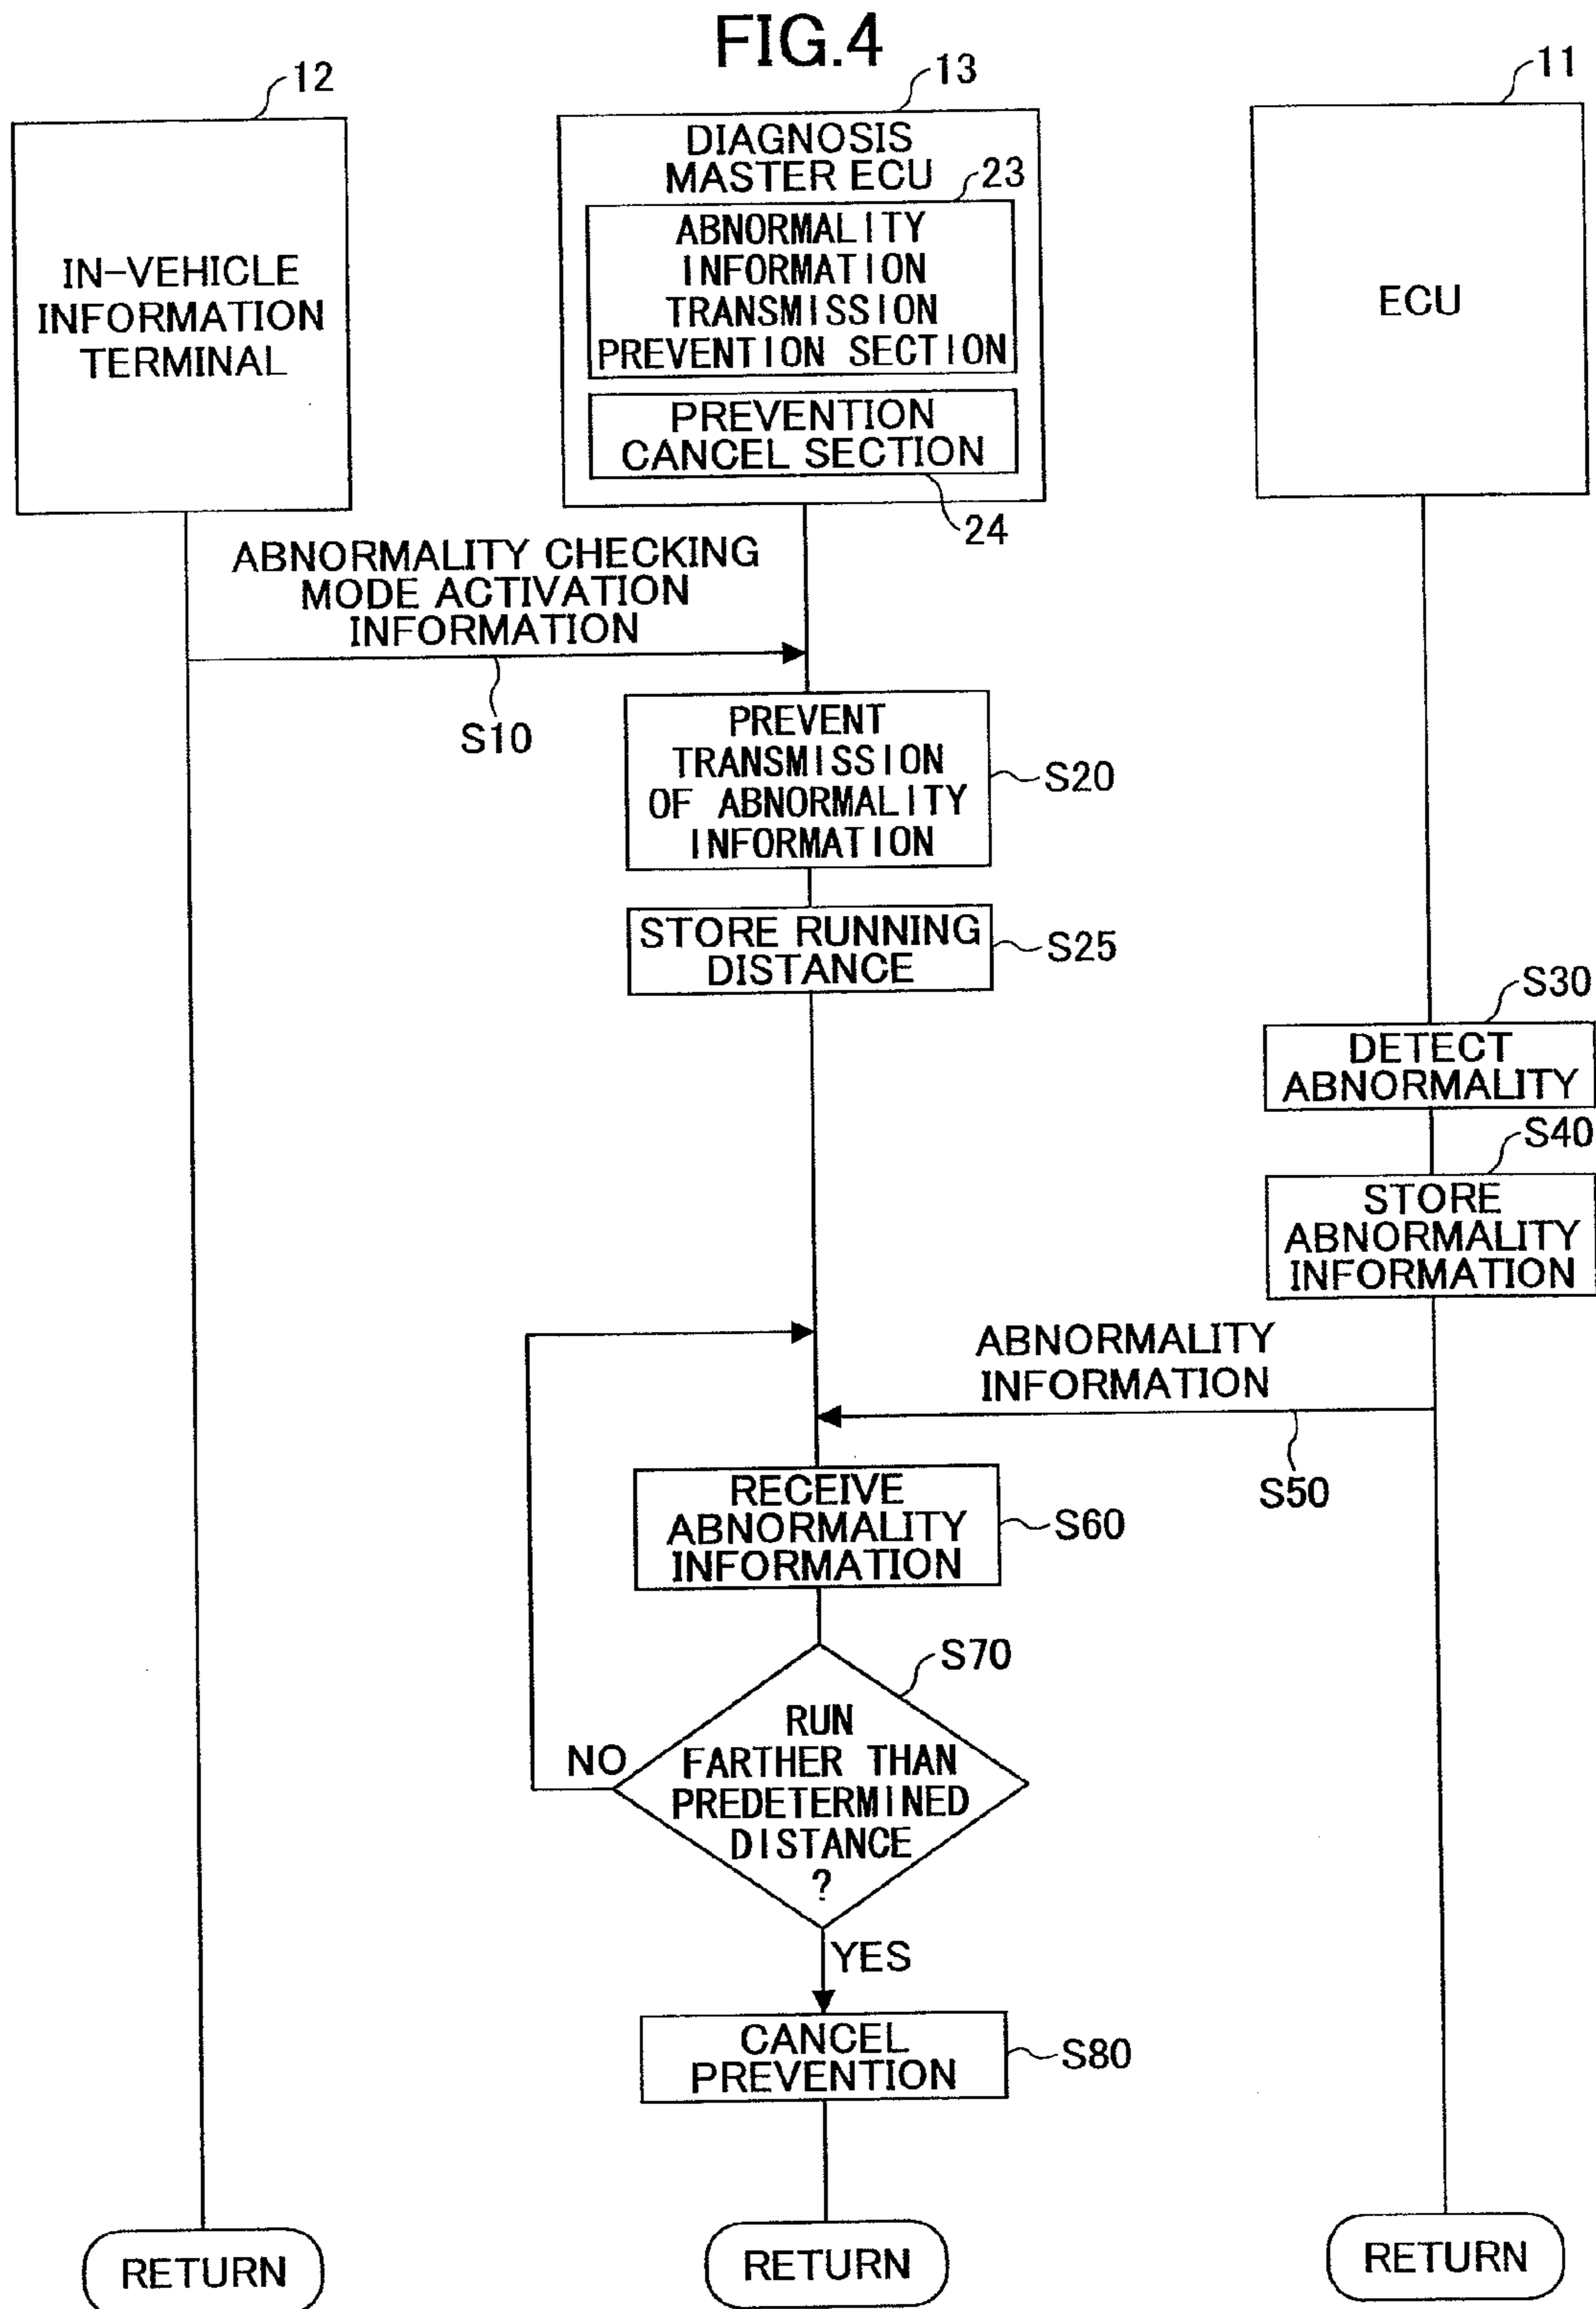 FIG.4
12
IN-VEHICLE
INFORMATION
TERMINAL
13
DIAGNOSIS
MASTER ECU
23
ABNORMALITY
INFORMATION
TRANSMISSION
PREVENTION SECTION
PREVENTION
CANCEL SECTION
24
11
ECU
ABNORMALITY CHECKING
MODE ACTIVATION
INFORMATION
S10
PREVENT
TRANSMISSION
OF ABNORMALITY
INFORMATION
S20
STORE RUNNING
DISTANCE
S25
S30
DETECT
ABNORMALITY
S40
STORE
ABNORMALITY
INFORMATION
ABNORMALITY
INFORMATION
S50
RECEIVE
ABNORMALITY
INFORMATION
S60
S70
RUN
FARTHER THAN
PREDETERMINED
DISTANCE
?
NO
YES
CANCEL
PREVENTION
S80
RETURN
RETURN
RETURN